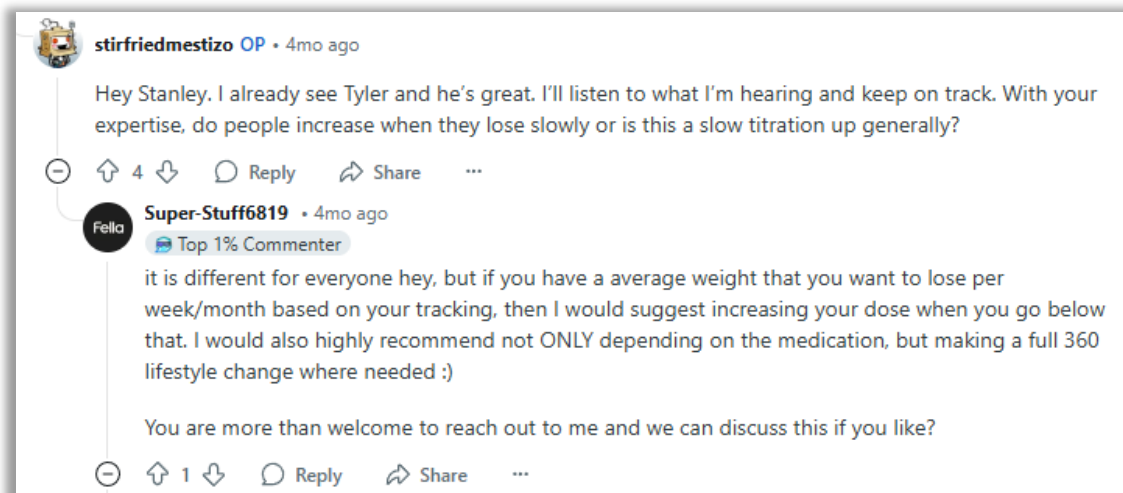 stirfriedmestizo OP • 4mo ago
Hey Stanley. I already see Tyler and he's great. I'll listen to what I'm hearing and keep on track. With your
expertise, do people increase when they lose slowly or is this a slow titration up generally?
4 Reply Share ...
Super-Stuff6819 • 4mo ago
Fella
Top 1% Commenter
it is different for everyone hey, but if you have a average weight that you want to lose per
week/month based on your tracking, then I would suggest increasing your dose when you go below
that. I would also highly recommend not ONLY depending on the medication, but making a full 360
lifestyle change where needed :)
You are more than welcome to reach out to me and we can discuss this if you like?
1 Reply Share ...